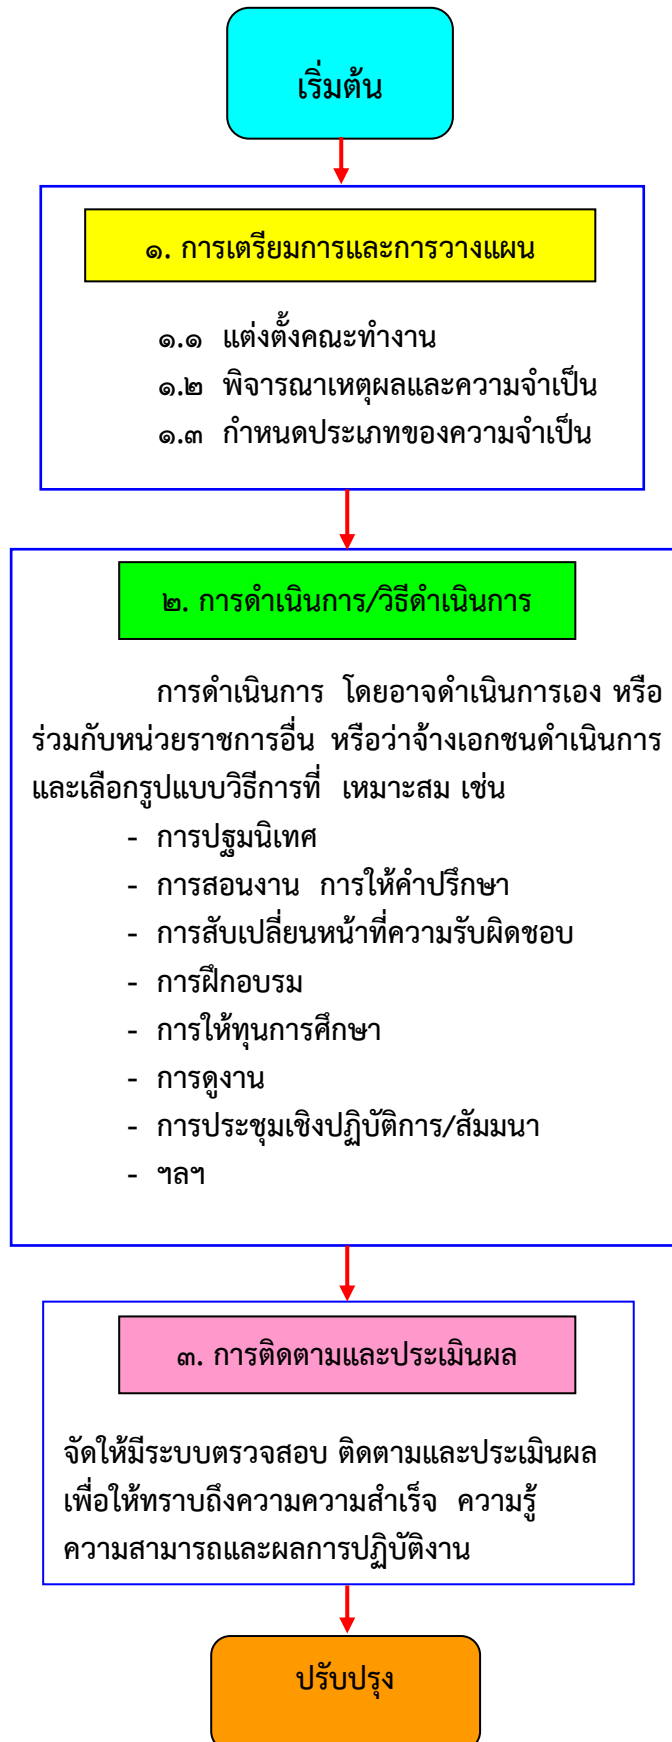 เริ่มต้น
๑. การเตรียมการและการวางแผน
๑.๑ แต่งตั้งคณะทำงาน
๑.๒ พิจารณาเหตุผลและความจำเป็น
๑.๓ กำหนดประเภทของความจำเป็น
๒. การดำเนินการ/วิธีดำเนินการ
การดำเนินการ โดยอาจดำเนินการเอง หรือ
ร่วมกับหน่วยราชการอื่น หรือว่าจ้างเอกชนดำเนินการ
และเลือกรูปแบบวิธีการที่ เหมาะสม เช่น
- การปฐมนิเทศ
- การสอนงาน การให้คำปรึกษา
- การสับเปลี่ยนหน้าที่ความรับผิดชอบ
- การฝึกอบรม
- การให้ทุนการศึกษา
- การดูงาน
- การประชุมเชิงปฏิบัติการ/สัมมนา
- ฯลฯ
๓. การติดตามและประเมินผล
จัดให้มีระบบตรวจสอบ ติดตามและประเมินผล
เพื่อให้ทราบถึงความความสำเร็จ ความรู้
ความสามารถและผลการปฏิบัติงาน
ปรับปรุง